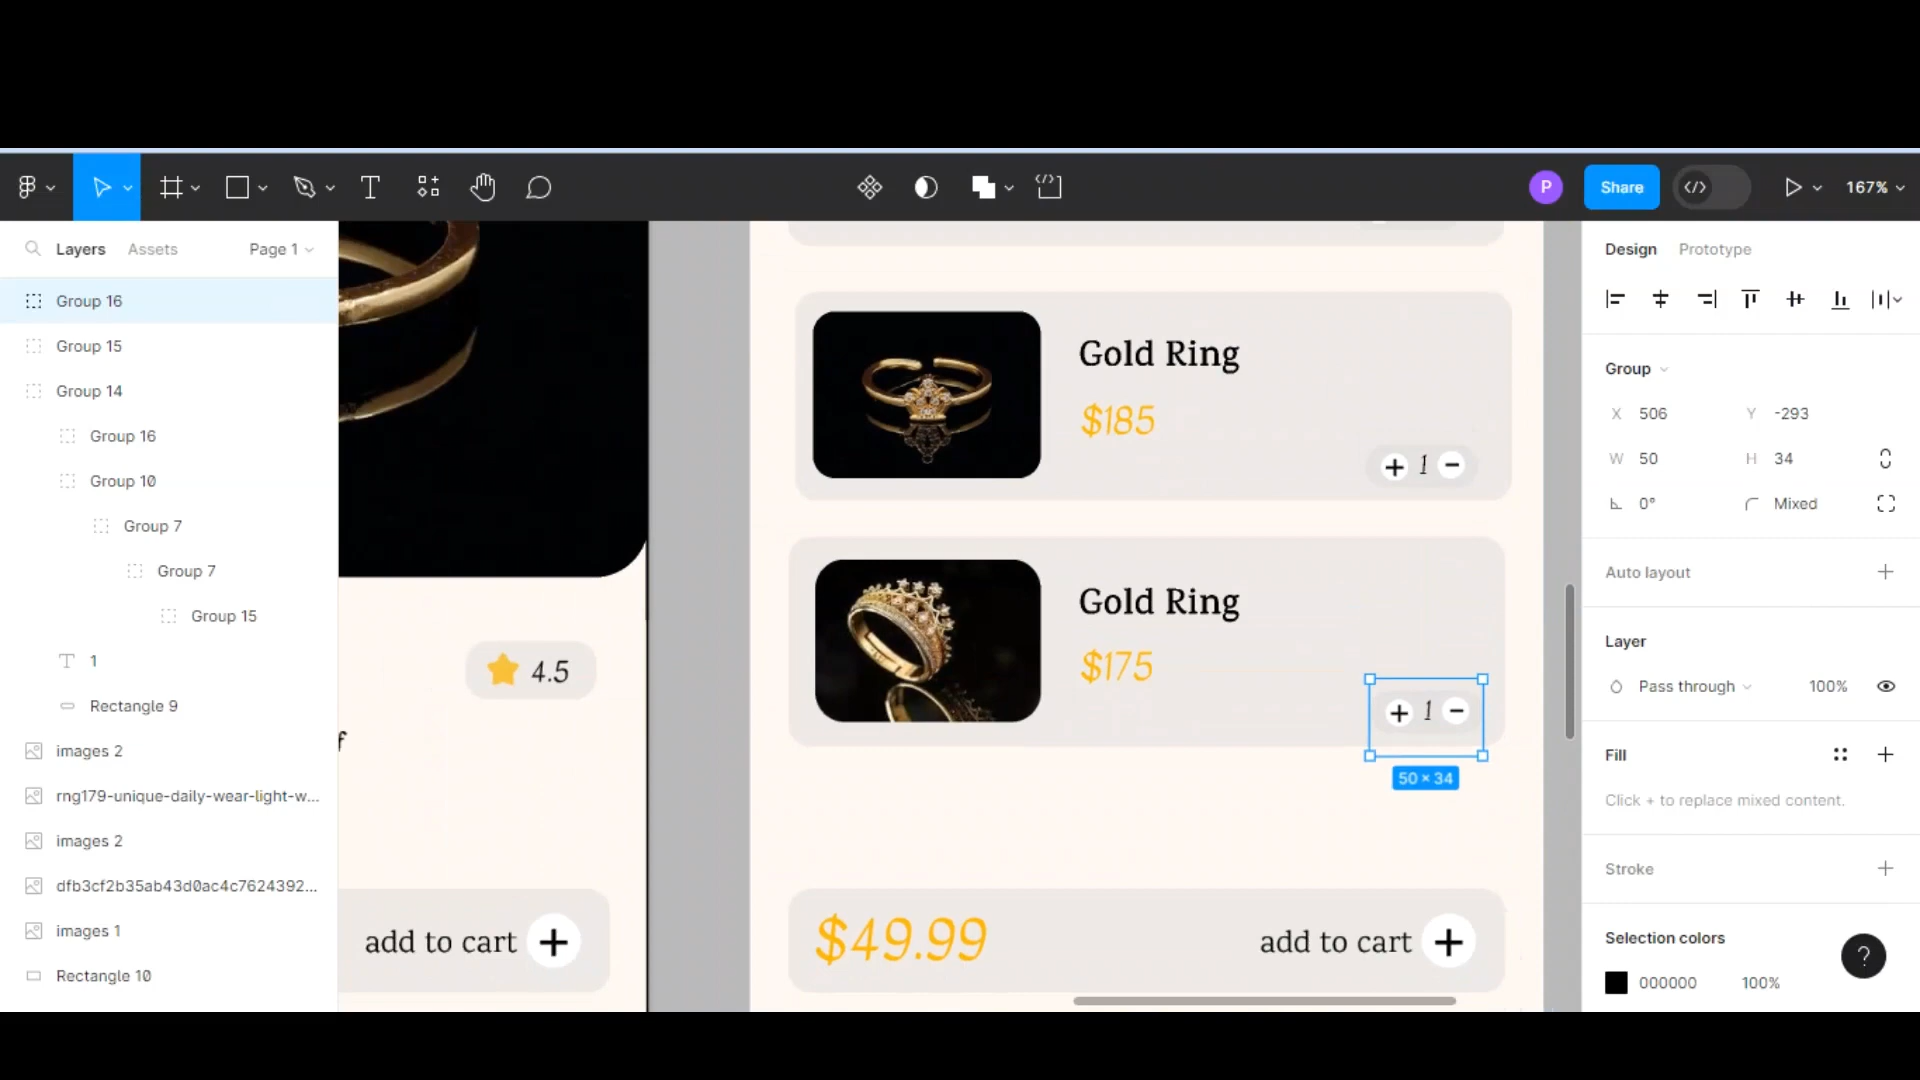 P
Share
167%
Layers
Assets
Page 1
Design
Prototype
Group 16
Group 15
Group 14
Group 16
Group 10
Group 7
Group 7
Group 15
1
Rectangle 9
images 2
rng179-unique-daily-wear-light-w...
images 2
dfb3cf2b35ab43d0ac4c7624392...
images 1
Rectangle 10
4.5
f
add to cart
Gold Ring
$185
+ 1 −
Gold Ring
$175
+ 1 −
50 × 34
$49.99
add to cart
Group
X 506
Y -293
W 50
H 34
0°
Mixed
Auto layout
Layer
Pass through
100%
Fill
Click + to replace mixed content.
Stroke
Selection colors
000000
100%
?